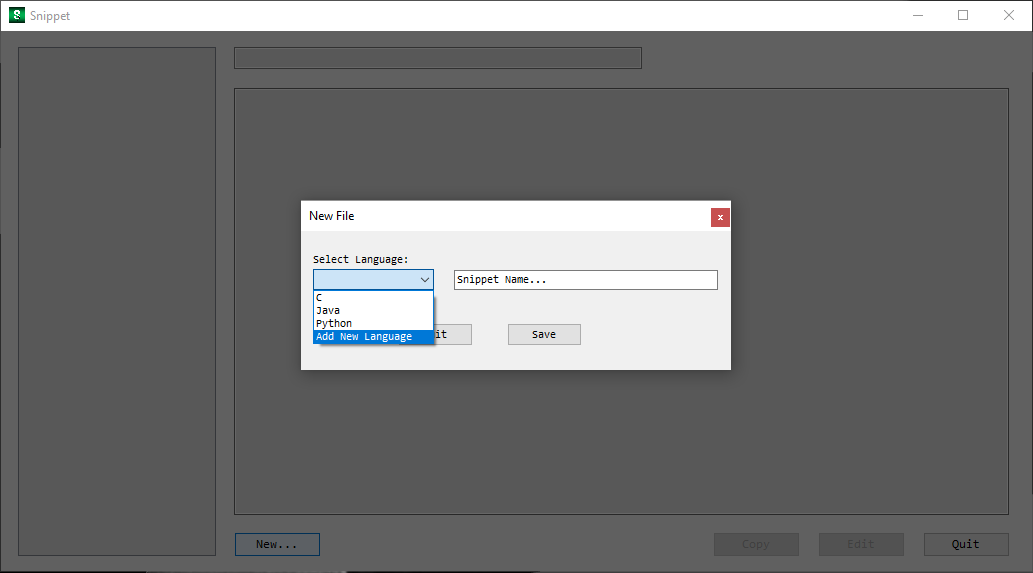 Snippet
New File
x
Select Language:
Snippet Name...
C
Java
Python
Add New Language
it
Save
New...
Copy
Edit
Quit